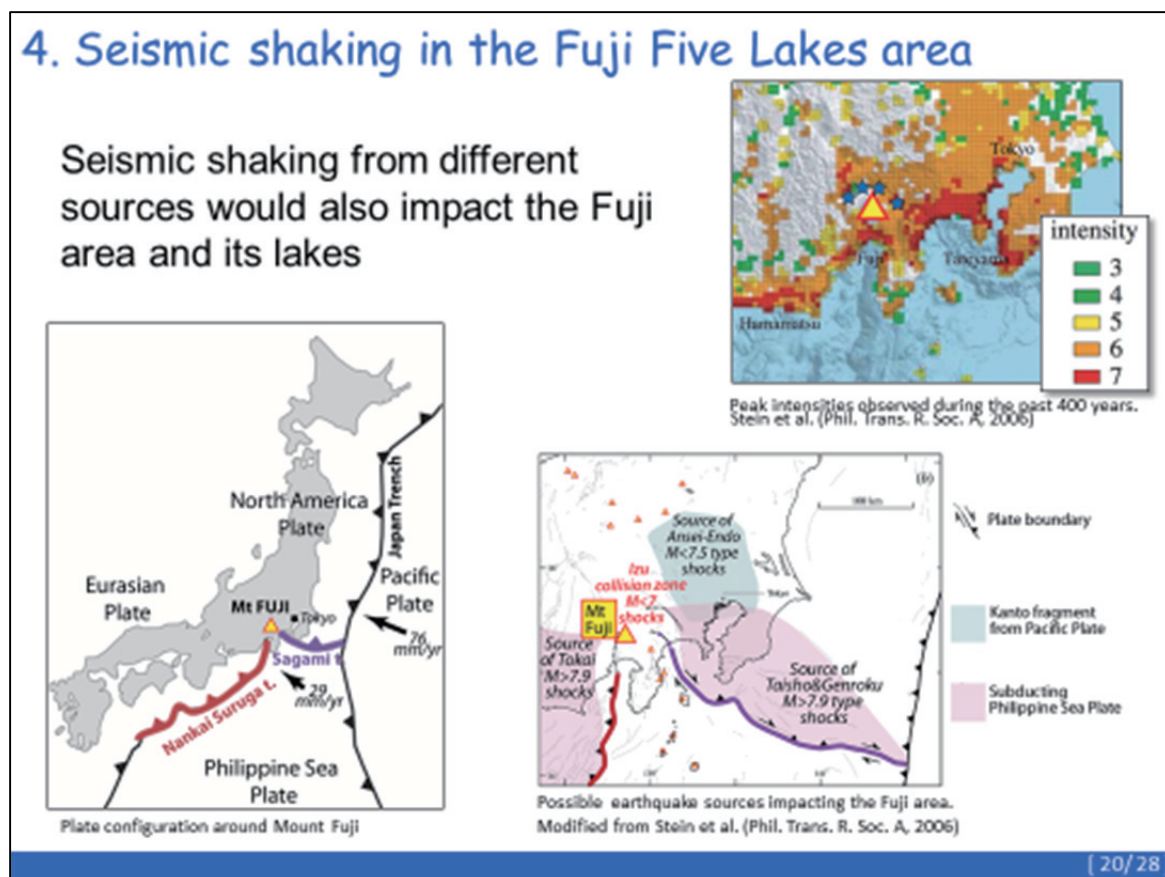 4. Seismic shaking in the Fuji Five Lakes area
Seismic shaking from different
sources would also impact the Fuji
area and its lakes
Tokyo
Fuji
Tateyama
Hamamatsu
intensity
3
4
5
6
7
Peak intensities observed during the past 400 years.
Stein et al. (Phil. Trans. R. Soc. A, 2006)
North America
Plate
Japan Trench
Eurasian
Plate
Pacific
Plate
Mt FUJI
Tokyo
Sagami t.
76
mm/yr
29
mm/yr
Nankai Suruga t.
Philippine Sea
Plate
Plate configuration around Mount Fuji
(b)
100 km
Source of
Ansei-Endo
M<7.5 type
shocks
Izu
collision zone
M<7
shocks
Tokyo
Mt
Fuji
Source
of Tokai
M>7.9
shocks
Source of
Taisho&Genroku
M>7.9 type
shocks
Plate boundary
Kanto fragment
from Pacific Plate
Subducting
Philippine Sea Plate
Possible earthquake sources impacting the Fuji area.
Modified from Stein et al. (Phil. Trans. R. Soc. A, 2006)
[ 20/28